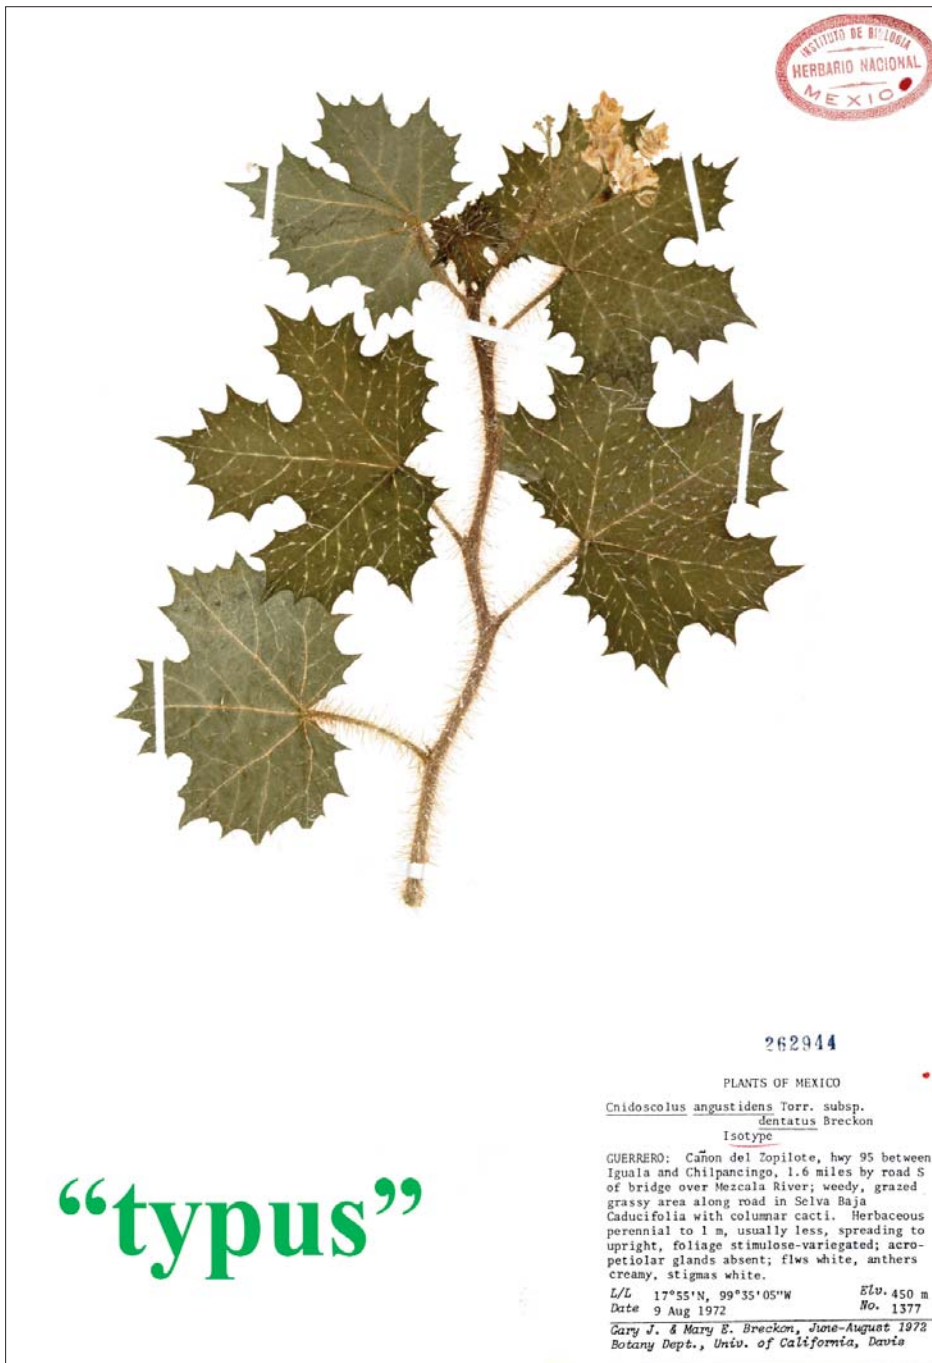 INSTITUTO DE BIOLOGIA
HERBARIO NACIONAL
MEXICO
262944
PLANTS OF MEXICO
Cnidoscolus angustidens Torr. subsp.
dentatus Breckon
Isotype
GUERRERO: Cañon del Zopilote, hwy 95 between
Iguala and Chilpancingo, 1.6 miles by road S
of bridge over Mezcala River; weedy, grazed
grassy area along road in Selva Baja
Caducifolia with columnar cacti. Herbaceous
perennial to 1 m, usually less, spreading to
upright, foliage stimulose-variegated; acro-
petiolar glands absent; flws white, anthers
creamy, stigmas white.
L/L 17°55'N, 99°35'05"W Elv. 450 m
Date 9 Aug 1972 No. 1377
Gary J. & Mary E. Breckon, June-August 1972
Botany Dept., Univ. of California, Davis
“typus”